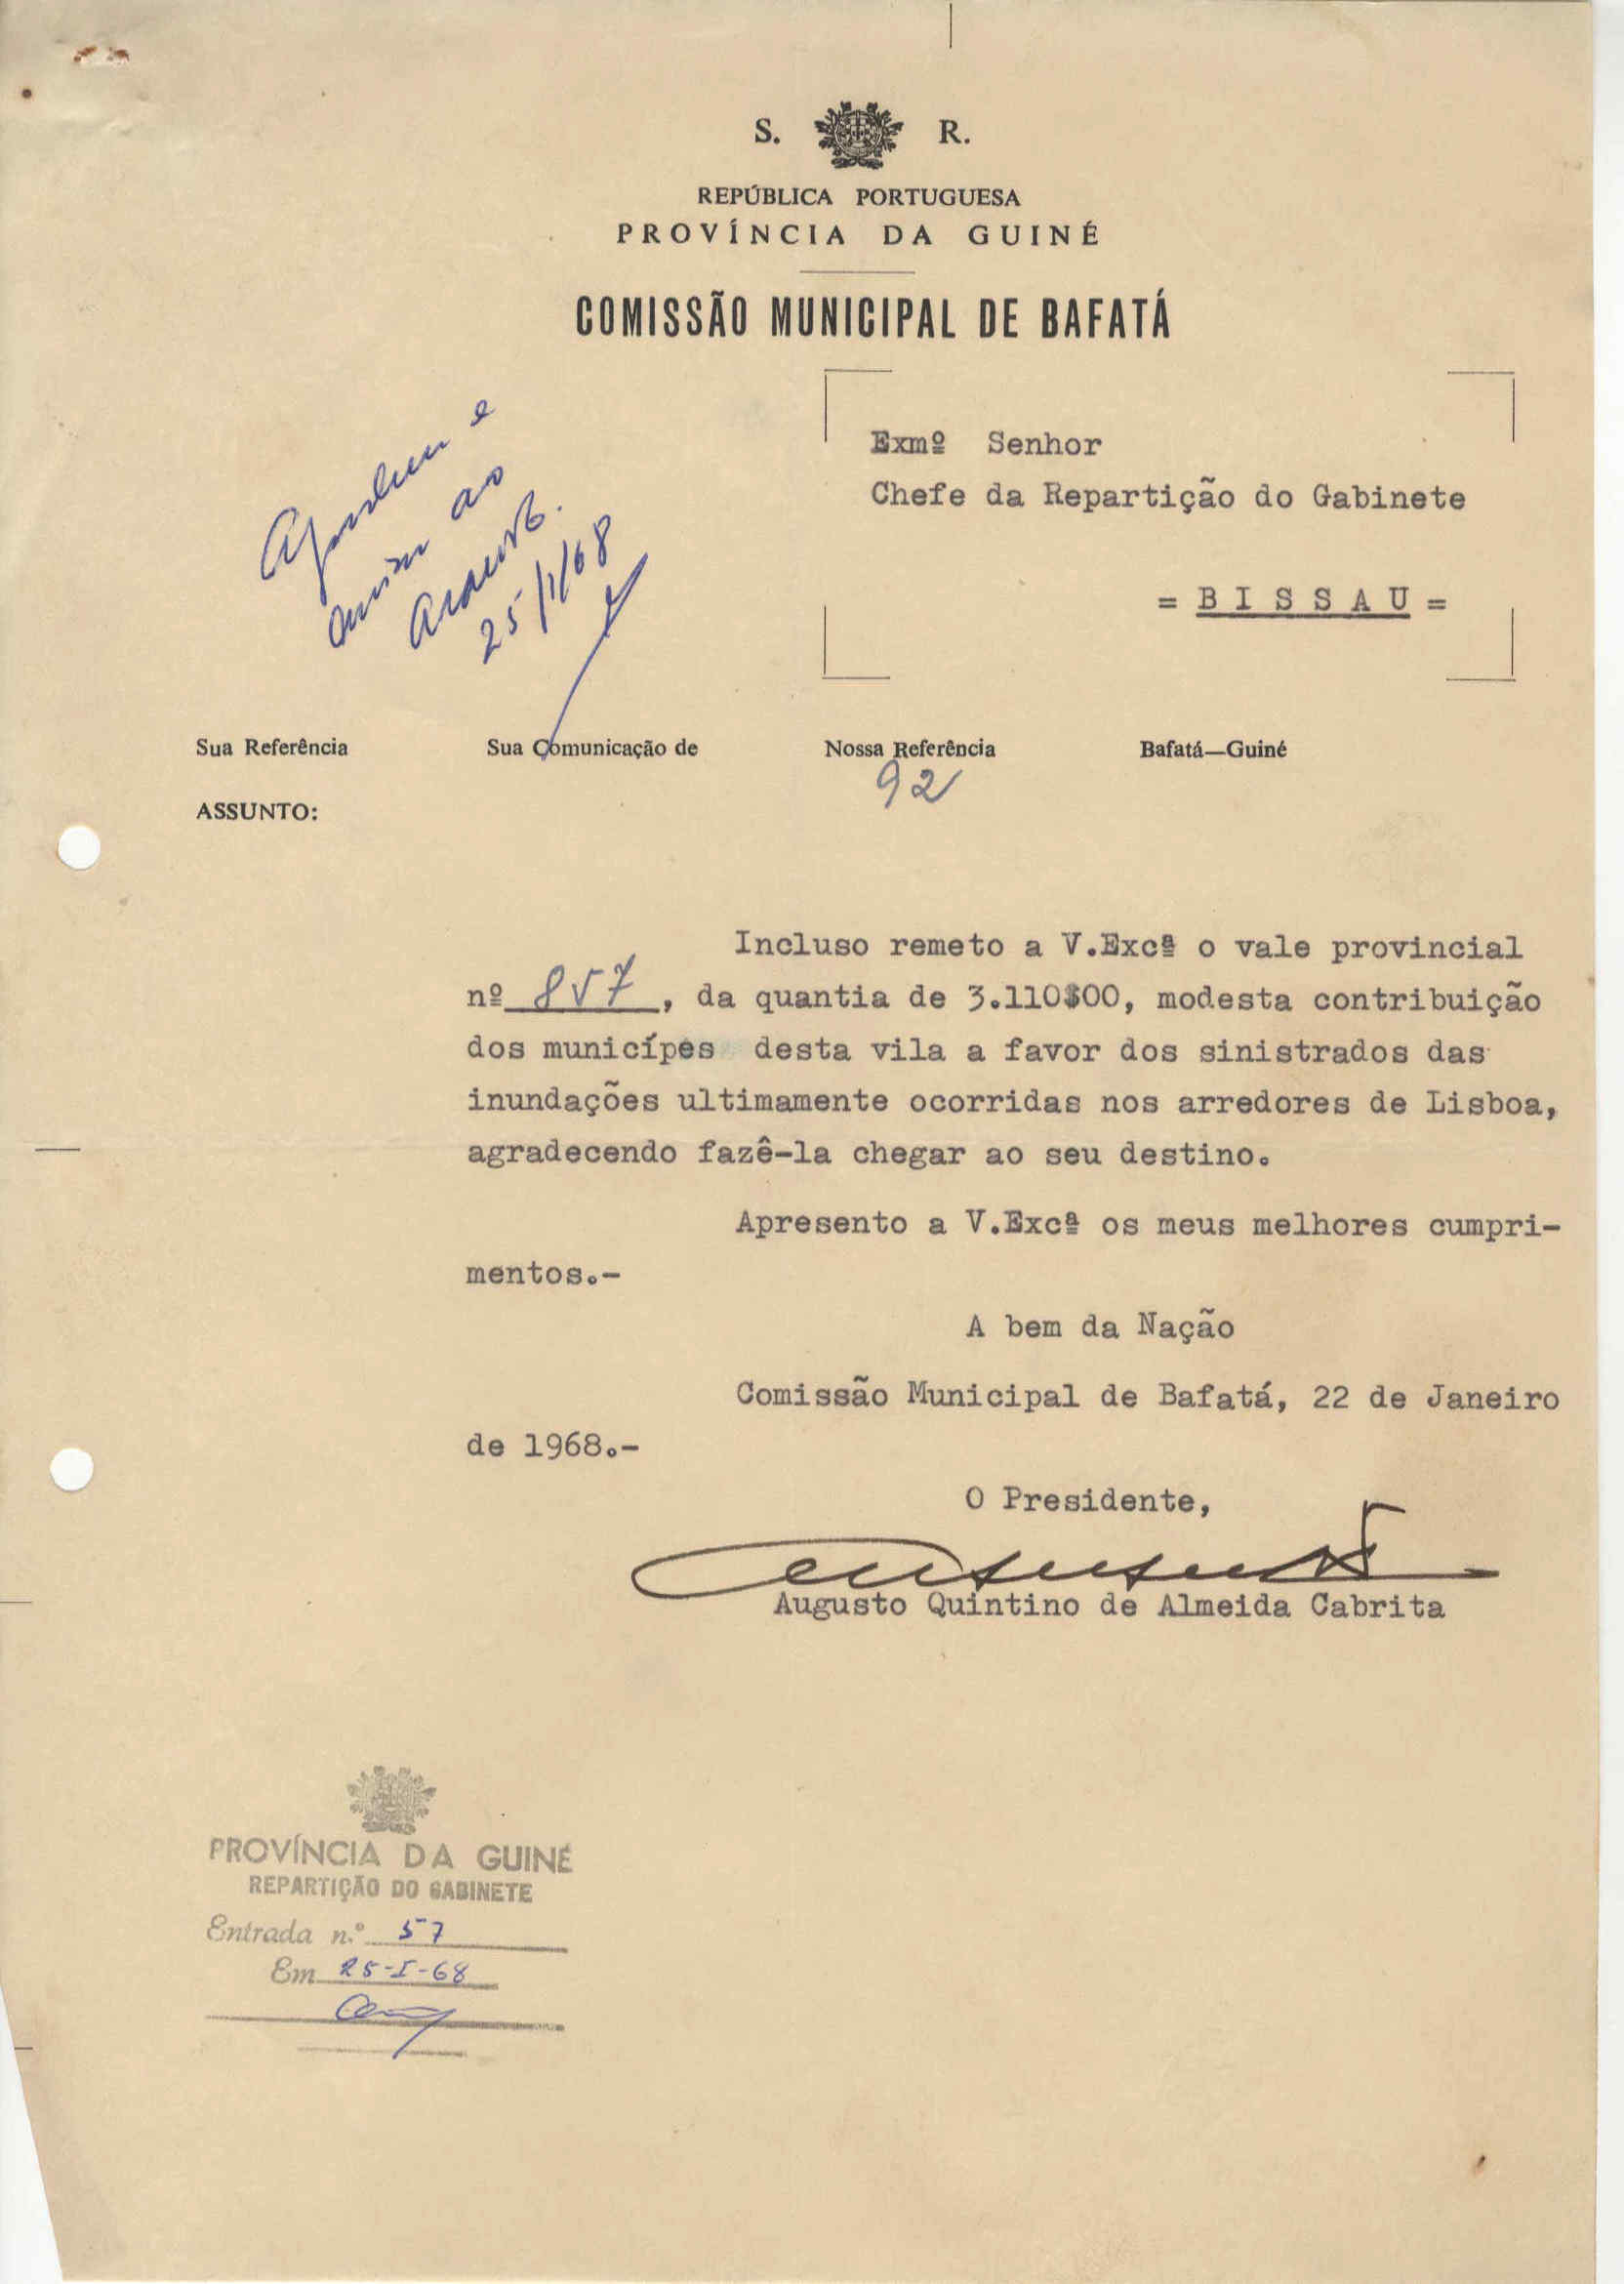 S. R.
REPÚBLICA PORTUGUESA
PROVÍNCIA DA GUINÉ
COMISSÃO MUNICIPAL DE BAFATÁ
Exmº Senhor
Chefe da Repartição do Gabinete
= B I S S A U =
e
ao
25/1/68
Sua Referência Sua Comunicação de Nossa Referência Bafatá—Guiné
92
ASSUNTO:
Incluso remeto a V.Excª o vale provincial
nº 857, da quantia de 3.110$00, modesta contribuição
dos munícípes desta vila a favor dos sinistrados das
inundações ultimamente ocorridas nos arredores de Lisboa,
agradecendo fazê-la chegar ao seu destino.
Apresento a V.Excª os meus melhores cumpri-
mentos.-
A bem da Nação
Comissão Municipal de Bafatá, 22 de Janeiro
de 1968.-
O Presidente,
Augusto Quintino de Almeida Cabrita
PROVÍNCIA DA GUINÉ
REPARTIÇÃO DO GABINETE
Entrada n.º 57
Em 25-I-68